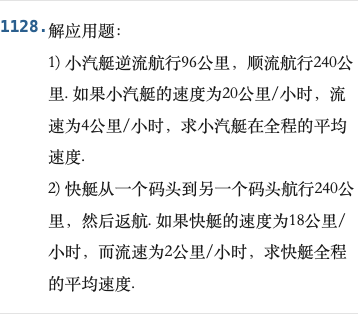 1128. 解应用题:
1) 小汽艇逆流航行96公里，顺流航行240公
里. 如果小汽艇的速度为20公里/小时，流
速为4公里/小时，求小汽艇在全程的平均
速度.
2) 快艇从一个码头到另一个码头航行240公
里，然后返航. 如果快艇的速度为18公里/
小时，而流速为2公里/小时，求快艇全程
的平均速度.